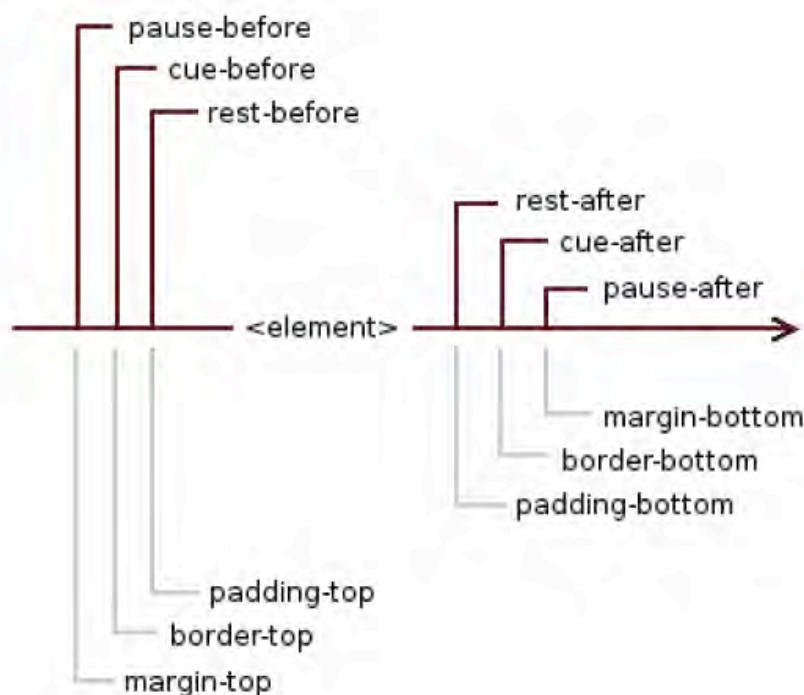 pause-before
cue-before
rest-before
rest-after
cue-after
pause-after
<element>
margin-bottom
border-bottom
padding-bottom
padding-top
border-top
margin-top